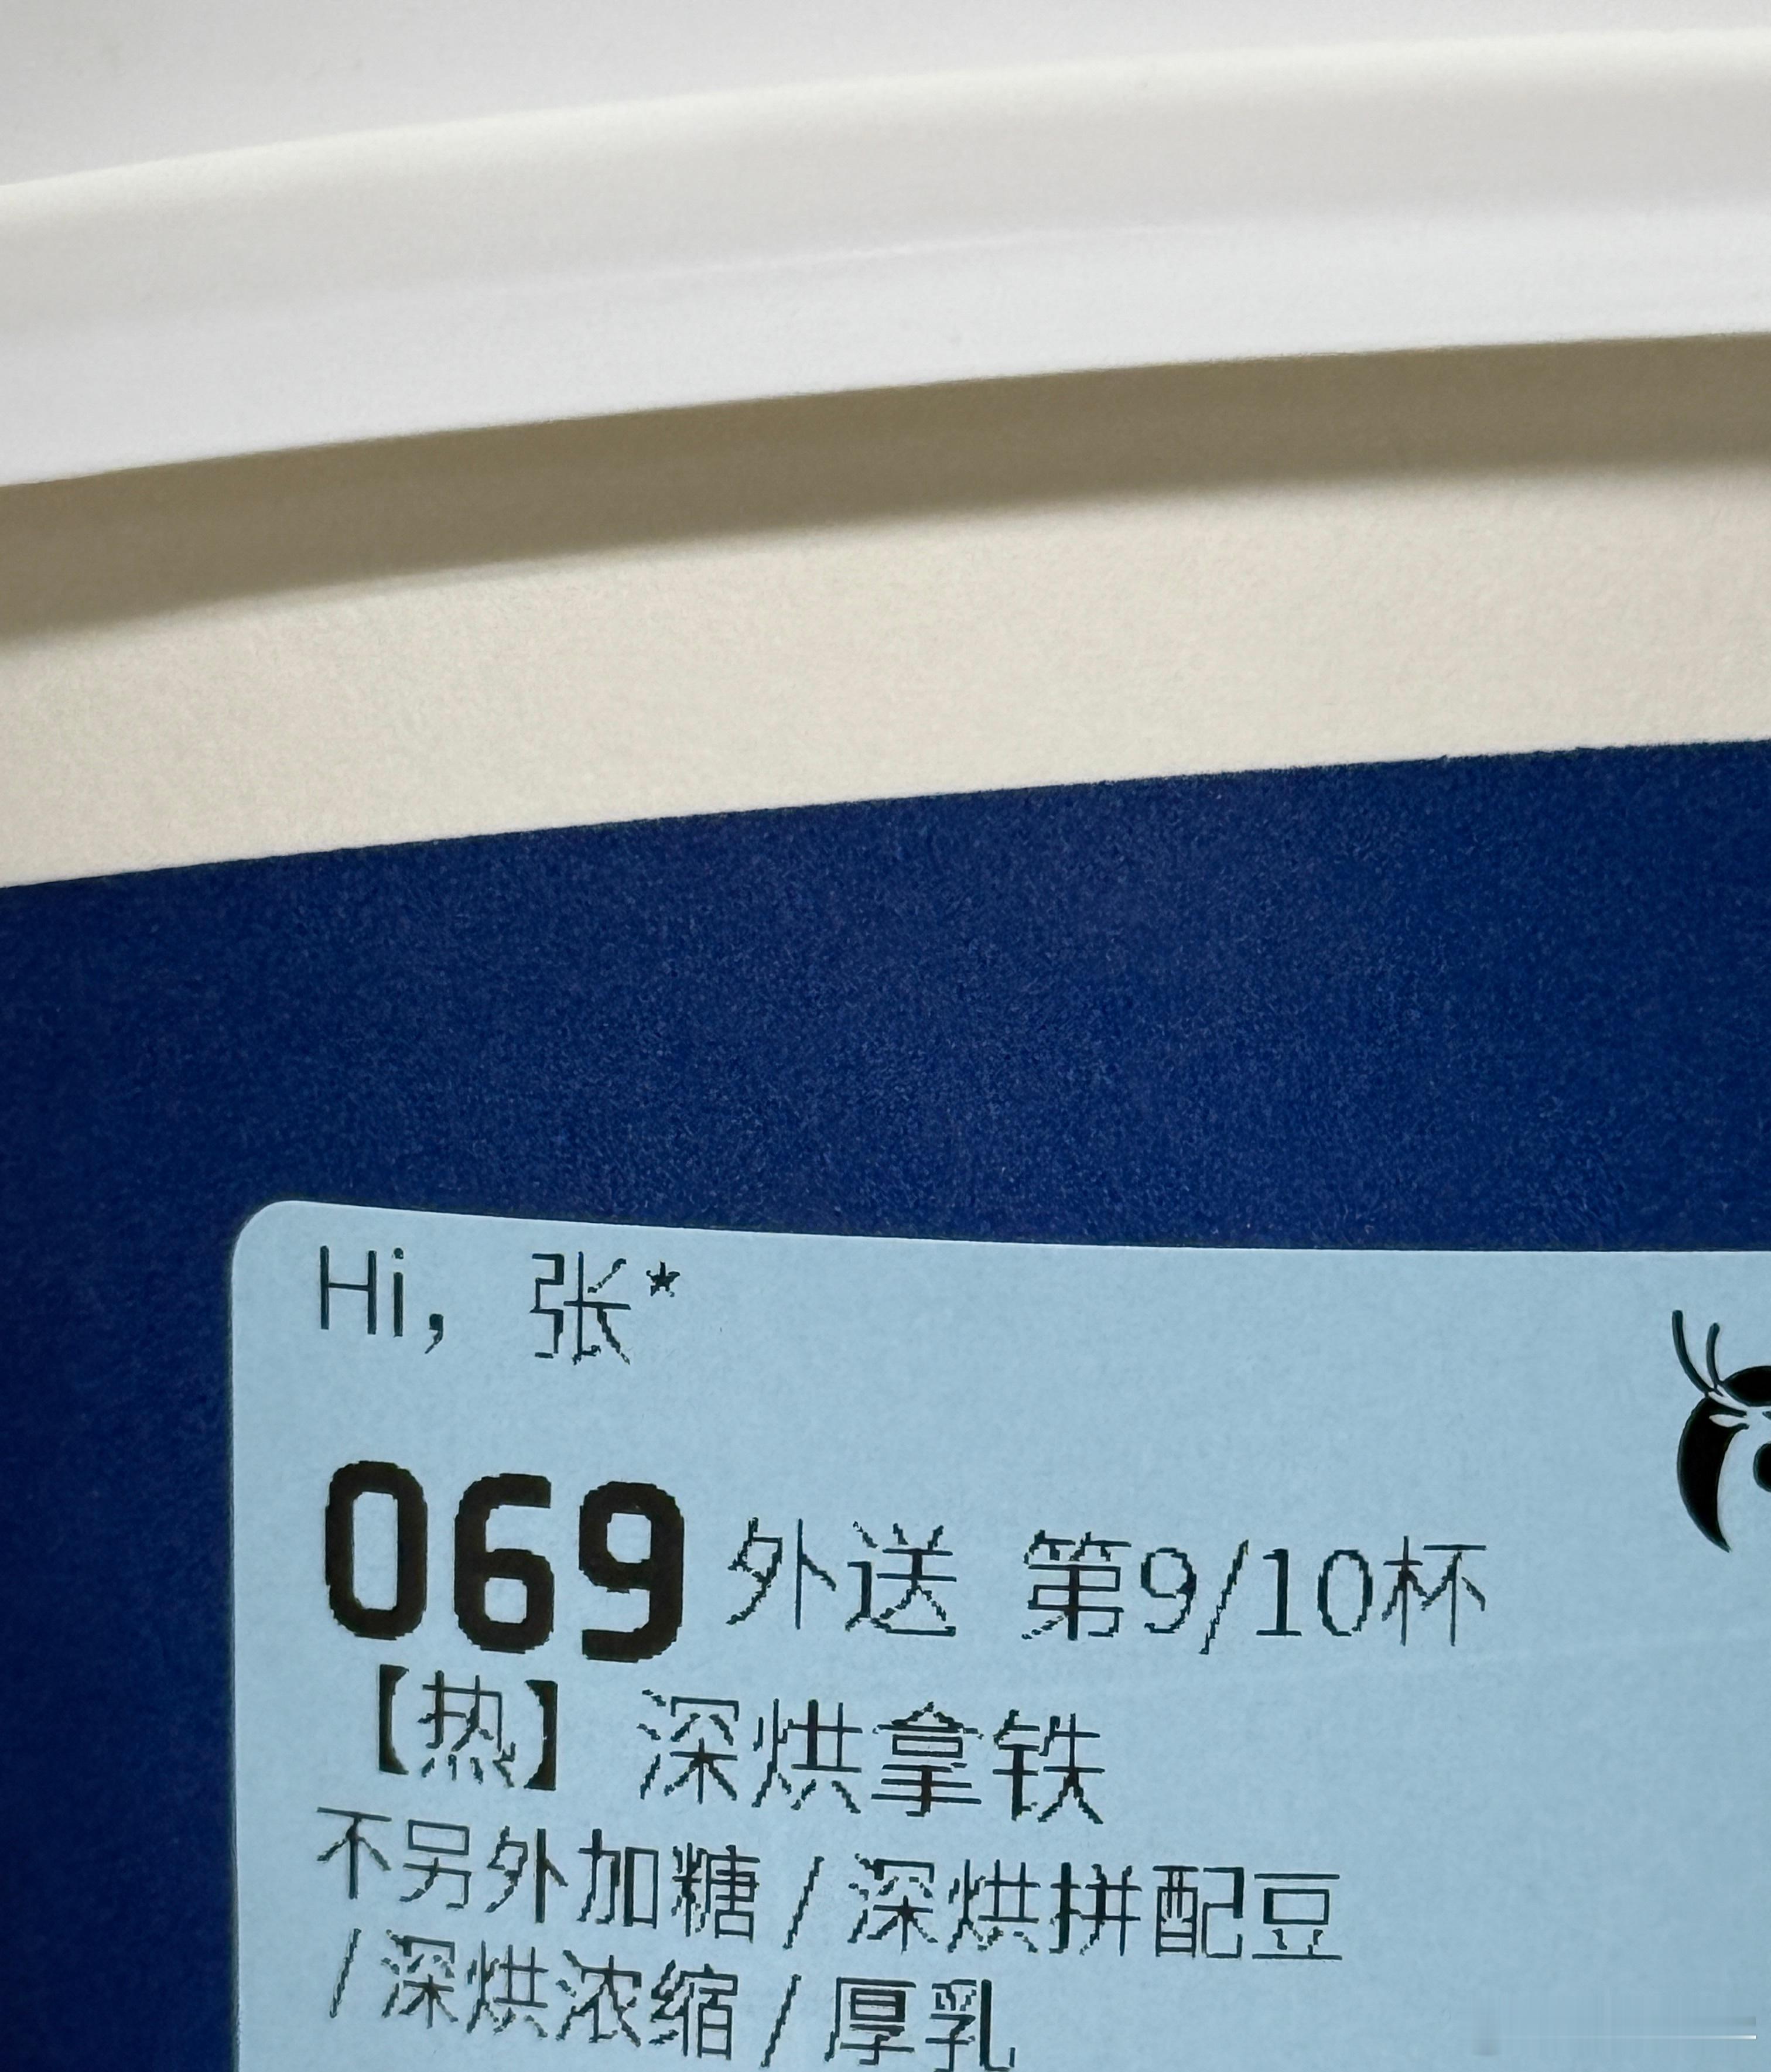 Hi， 张*
069 外送 第9/10杯
【热】 深烘拿铁
不另外加糖/深烘拼配豆
/深烘浓缩/厚乳